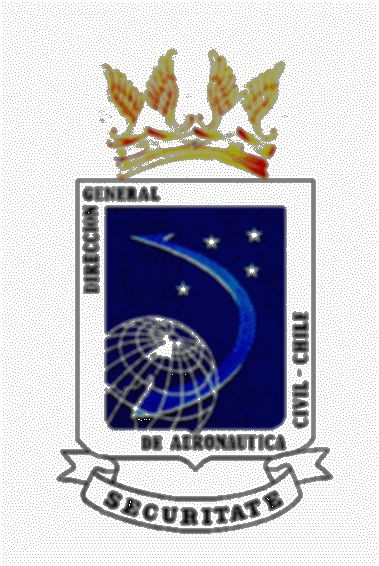 DIRECCION
GENERAL
DE AERONAUTICA
CIVIL - CHILE
SECURITATE